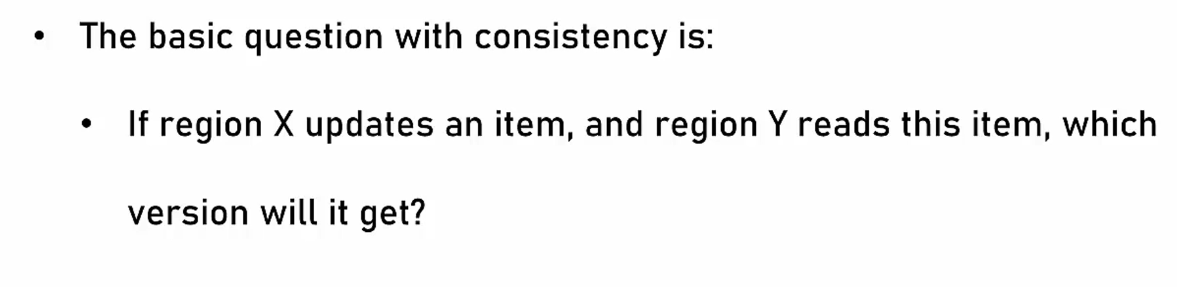 • The basic question with consistency is:
• If region X updates an item, and region Y reads this item, which
version will it get?